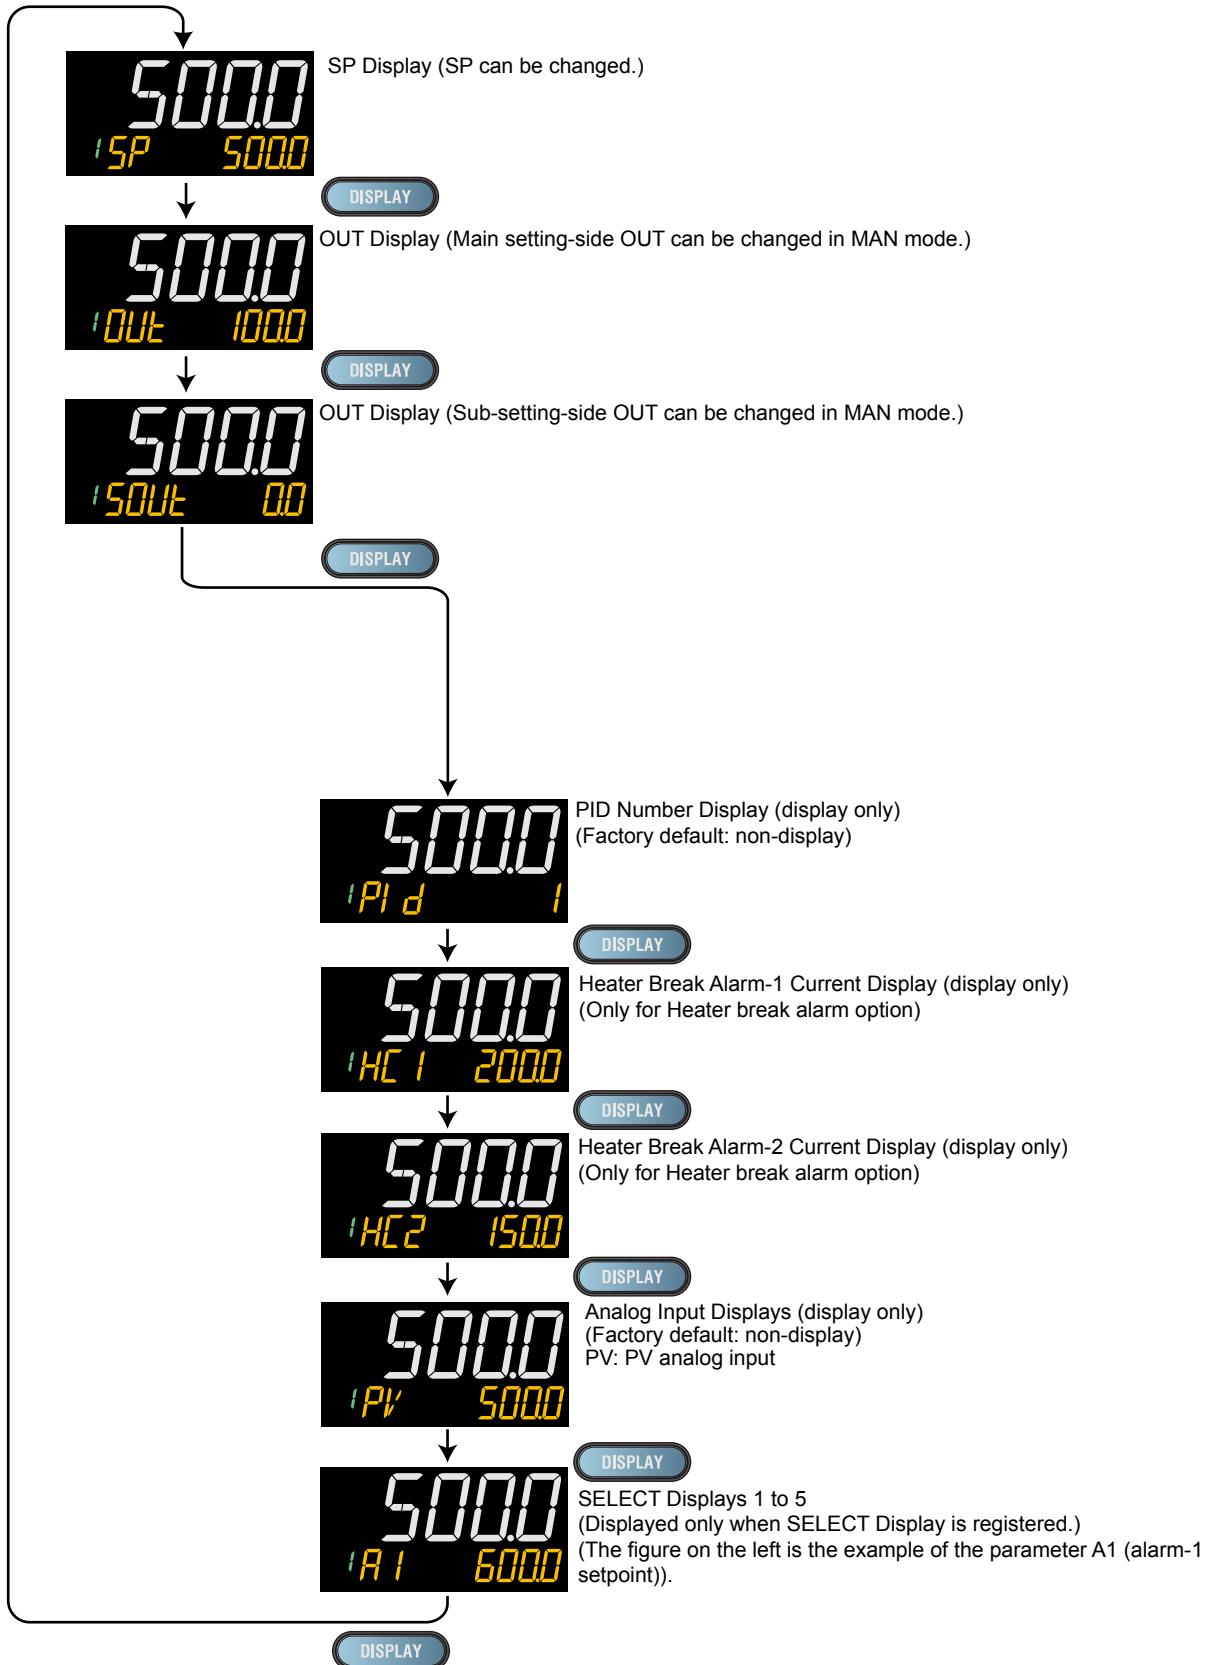 500.0
SP Display (SP can be changed.)
1 SP 500.0
DISPLAY
500.0
OUT Display (Main setting-side OUT can be changed in MAN mode.)
1 OUt 100.0
DISPLAY
500.0
OUT Display (Sub-setting-side OUT can be changed in MAN mode.)
1 SOUt 0.0
DISPLAY
500.0
PID Number Display (display only)
(Factory default: non-display)
1 PId 1
DISPLAY
500.0
Heater Break Alarm-1 Current Display (display only)
(Only for Heater break alarm option)
1 HC1 200.0
DISPLAY
500.0
Heater Break Alarm-2 Current Display (display only)
(Only for Heater break alarm option)
1 HC2 150.0
DISPLAY
500.0
Analog Input Displays (display only)
(Factory default: non-display)
PV: PV analog input
1 PV 500.0
DISPLAY
500.0
SELECT Displays 1 to 5
(Displayed only when SELECT Display is registered.)
(The figure on the left is the example of the parameter A1 (alarm-1
setpoint)).
1 A1 600.0
DISPLAY